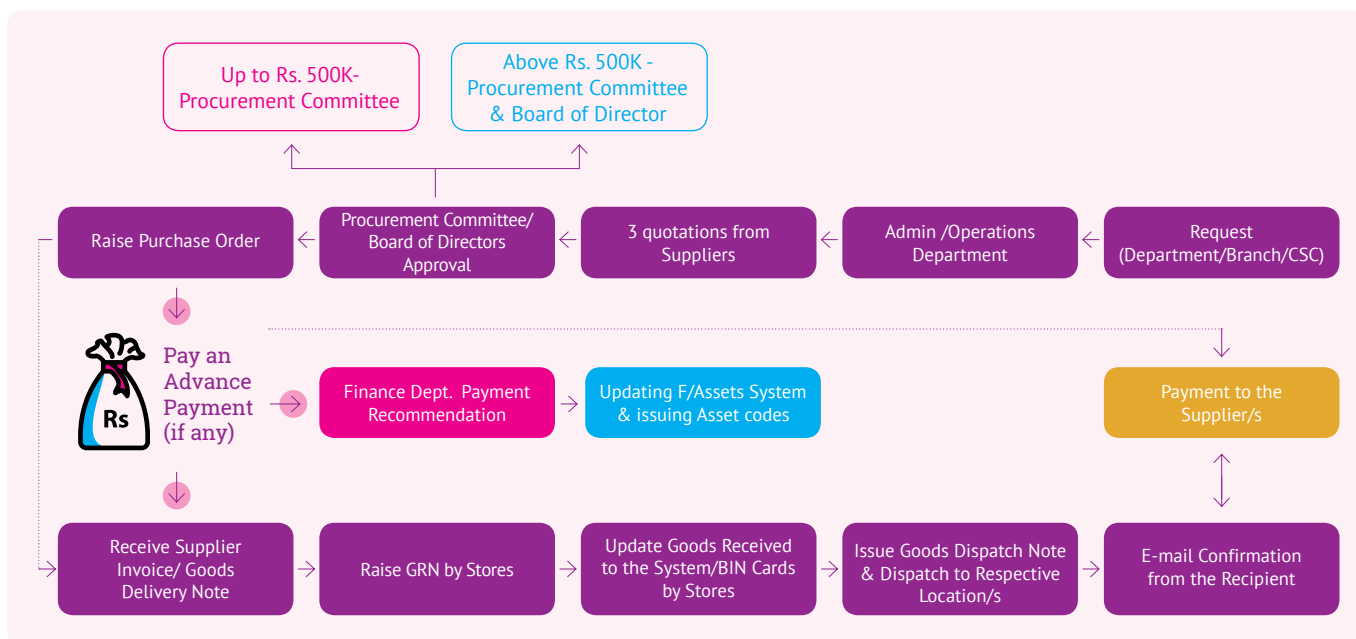 Up to Rs. 500K-
Procurement Committee
Above Rs. 500K -
Procurement Committee
& Board of Director
Raise Purchase Order
Procurement Committee/
Board of Directors
Approval
3 quotations from
Suppliers
Admin /Operations
Department
Request
(Department/Branch/CSC)
Rs
Pay an
Advance
Payment
(if any)
Finance Dept. Payment
Recommendation
Updating F/Assets System
& issuing Asset codes
Payment to the
Supplier/s
Receive Supplier
Invoice/ Goods
Delivery Note
Raise GRN by Stores
Update Goods Received
to the System/BIN Cards
by Stores
Issue Goods Dispatch Note
& Dispatch to Respective
Location/s
E-mail Confirmation
from the Recipient